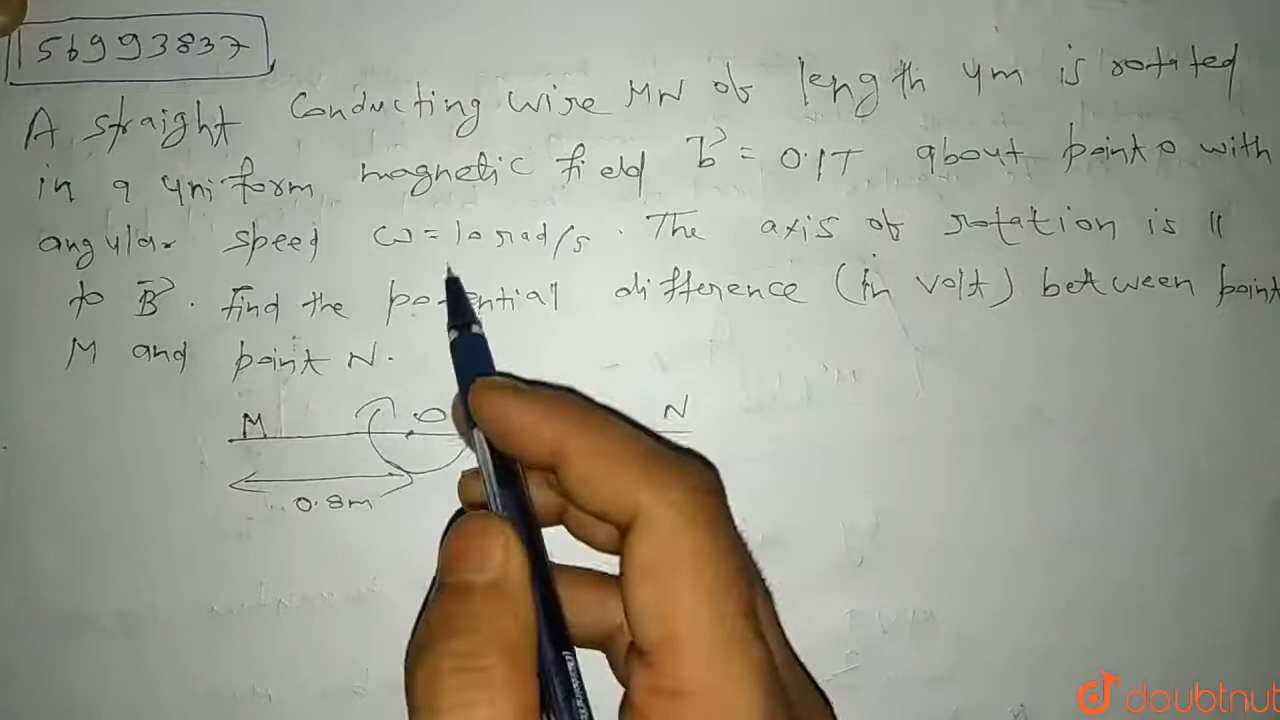 156993837
A straight Conducting wire MN of length 4m is rotated
in a uniform magnetic field B⃗ = 0.1T about point o with
angular speed ω = 10 rad/s. The axis of rotation is ||
to B⃗. find the potential difference (in volt) between point
M and point N.
M O N
0.8m
doubtnut